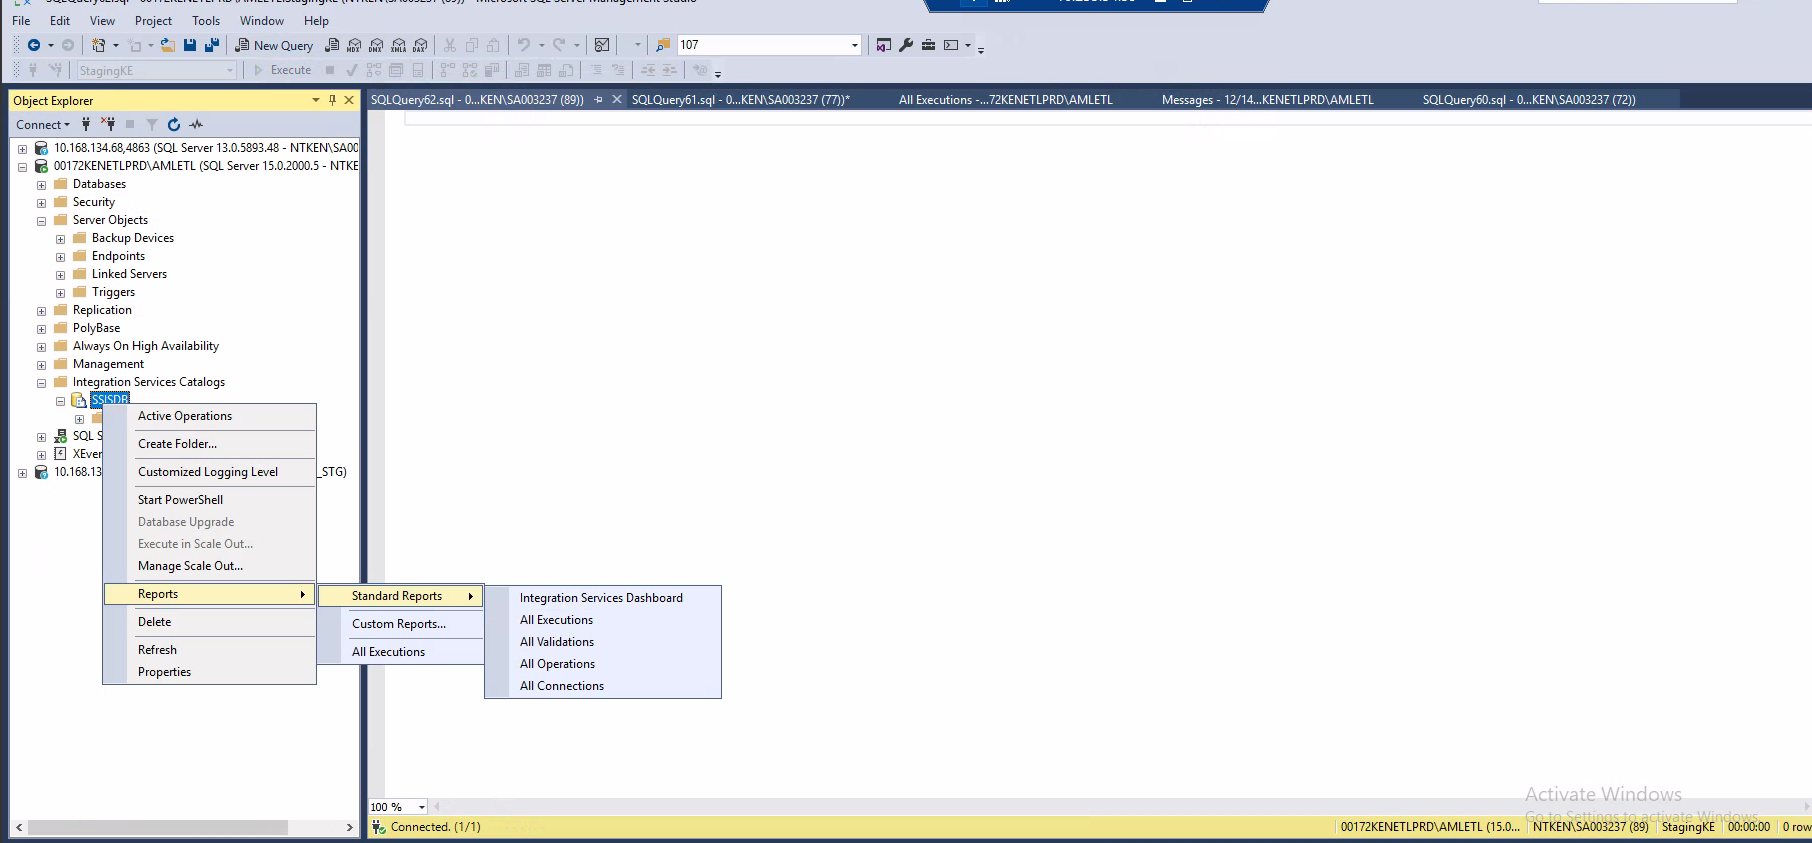 File Edit View Project Tools Window Help
New Query MDX DMX XMLA DAX 107
StagingKE Execute
Object Explorer
SQLQuery62.sql - 0...KEN\SA003237 (89)) SQLQuery61.sql - 0...KEN\SA003237 (77))* All Executions -...72KENETLPRD\AMLETL Messages - 12/14...KENETLPRD\AMLETL SQLQuery60.sql - 0...KEN\SA003237 (72))
Connect
10.168.134.68,4863 (SQL Server 13.0.5893.48 - NTKEN\SA00
00172KENETLPRD\AMLETL (SQL Server 15.0.2000.5 - NTKE
Databases
Security
Server Objects
Backup Devices
Endpoints
Linked Servers
Triggers
Replication
PolyBase
Always On High Availability
Management
Integration Services Catalogs
SSISDB
SQL S
XEver
10.168.13 _STG)
Active Operations
Create Folder...
Customized Logging Level
Start PowerShell
Database Upgrade
Execute in Scale Out...
Manage Scale Out...
Reports
Delete
Refresh
Properties
Standard Reports
Custom Reports...
All Executions
Integration Services Dashboard
All Executions
All Validations
All Operations
All Connections
100 %
Activate Windows
Go to Settings to activate Windows.
Connected. (1/1) 00172KENETLPRD\AMLETL (15.0... NTKEN\SA003237 (89) StagingKE 00:00:00 0 row